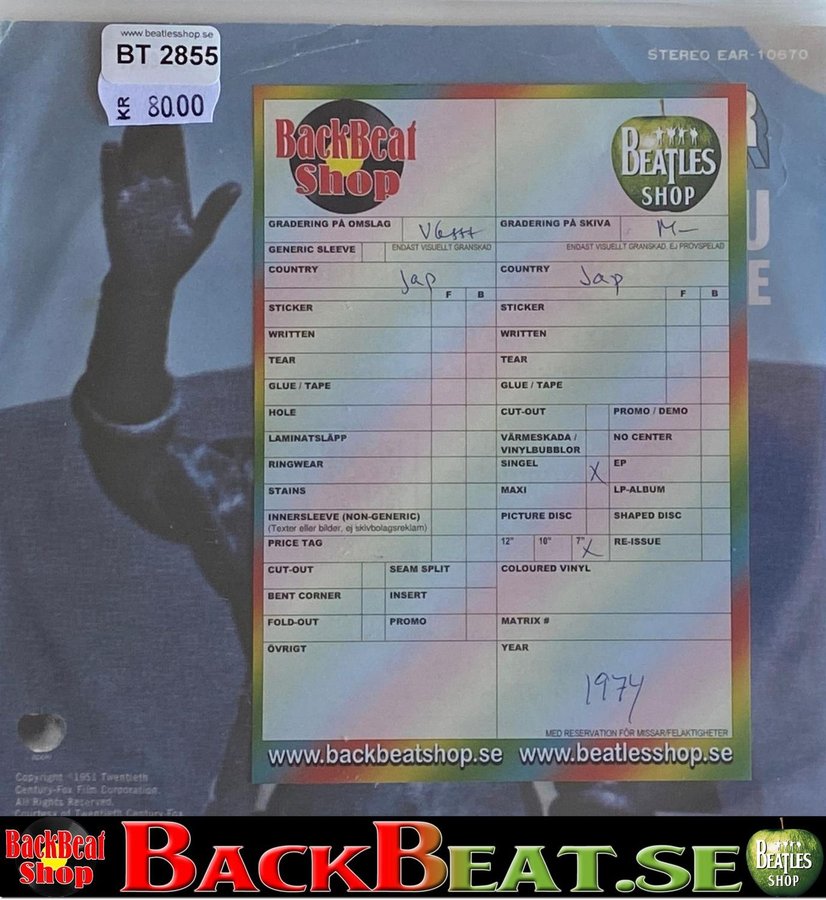 www.beatlesshop.se
BT 2855
KR 80.00
STEREO EAR-10670
R
U
E
BackBeat Shop
BEATLES SHOP
GRADERING PÅ OMSLAG VG+++
GRADERING PÅ SKIVA M-
GENERIC SLEEVE
ENDAST VISUELLT GRANSKAD
ENDAST VISUELLT GRANSKAD, EJ PROVSPELAD
COUNTRY Jap
COUNTRY Jap
F B
F B
STICKER
STICKER
WRITTEN
WRITTEN
TEAR
TEAR
GLUE / TAPE
GLUE / TAPE
HOLE
CUT-OUT
PROMO / DEMO
LAMINATSLÄPP
VÄRMESKADA /
VINYLBUBBLOR
NO CENTER
RINGWEAR
SINGEL X
EP
STAINS
MAXI
LP-ALBUM
INNERSLEEVE (NON-GENERIC)
(Texter eller bilder, ej skivbolagsreklam)
PICTURE DISC
SHAPED DISC
PRICE TAG
12" 10" 7" X
RE-ISSUE
CUT-OUT
SEAM SPLIT
COLOURED VINYL
BENT CORNER
INSERT
FOLD-OUT
PROMO
MATRIX #
ÖVRIGT
YEAR
1974
MED RESERVATION FÖR MISSAR/FELAKTIGHETER
www.backbeatshop.se www.beatlesshop.se
apple
Copyright ©1951 Twentieth
Century-Fox Film Corporation.
All Rights Reserved.
Courtesy of Twentieth Century-Fox
BackBeat Shop
BACKBEAT.SE
BEATLES SHOP